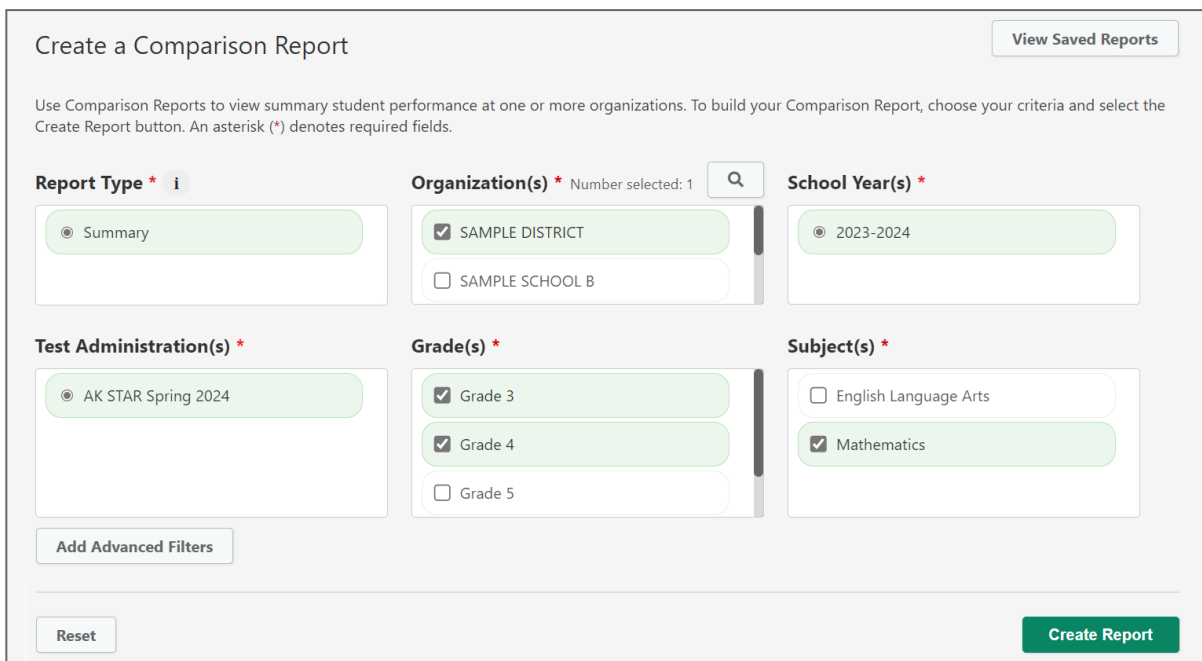 Create a Comparison Report
View Saved Reports
Use Comparison Reports to view summary student performance at one or more organizations. To build your Comparison Report, choose your criteria and select the
Create Report button. An asterisk (*) denotes required fields.
Report Type * i
Summary
Organization(s) * Number selected: 1
SAMPLE DISTRICT
SAMPLE SCHOOL B
School Year(s) *
2023-2024
Test Administration(s) *
AK STAR Spring 2024
Grade(s) *
Grade 3
Grade 4
Grade 5
Subject(s) *
English Language Arts
Mathematics
Add Advanced Filters
Reset
Create Report